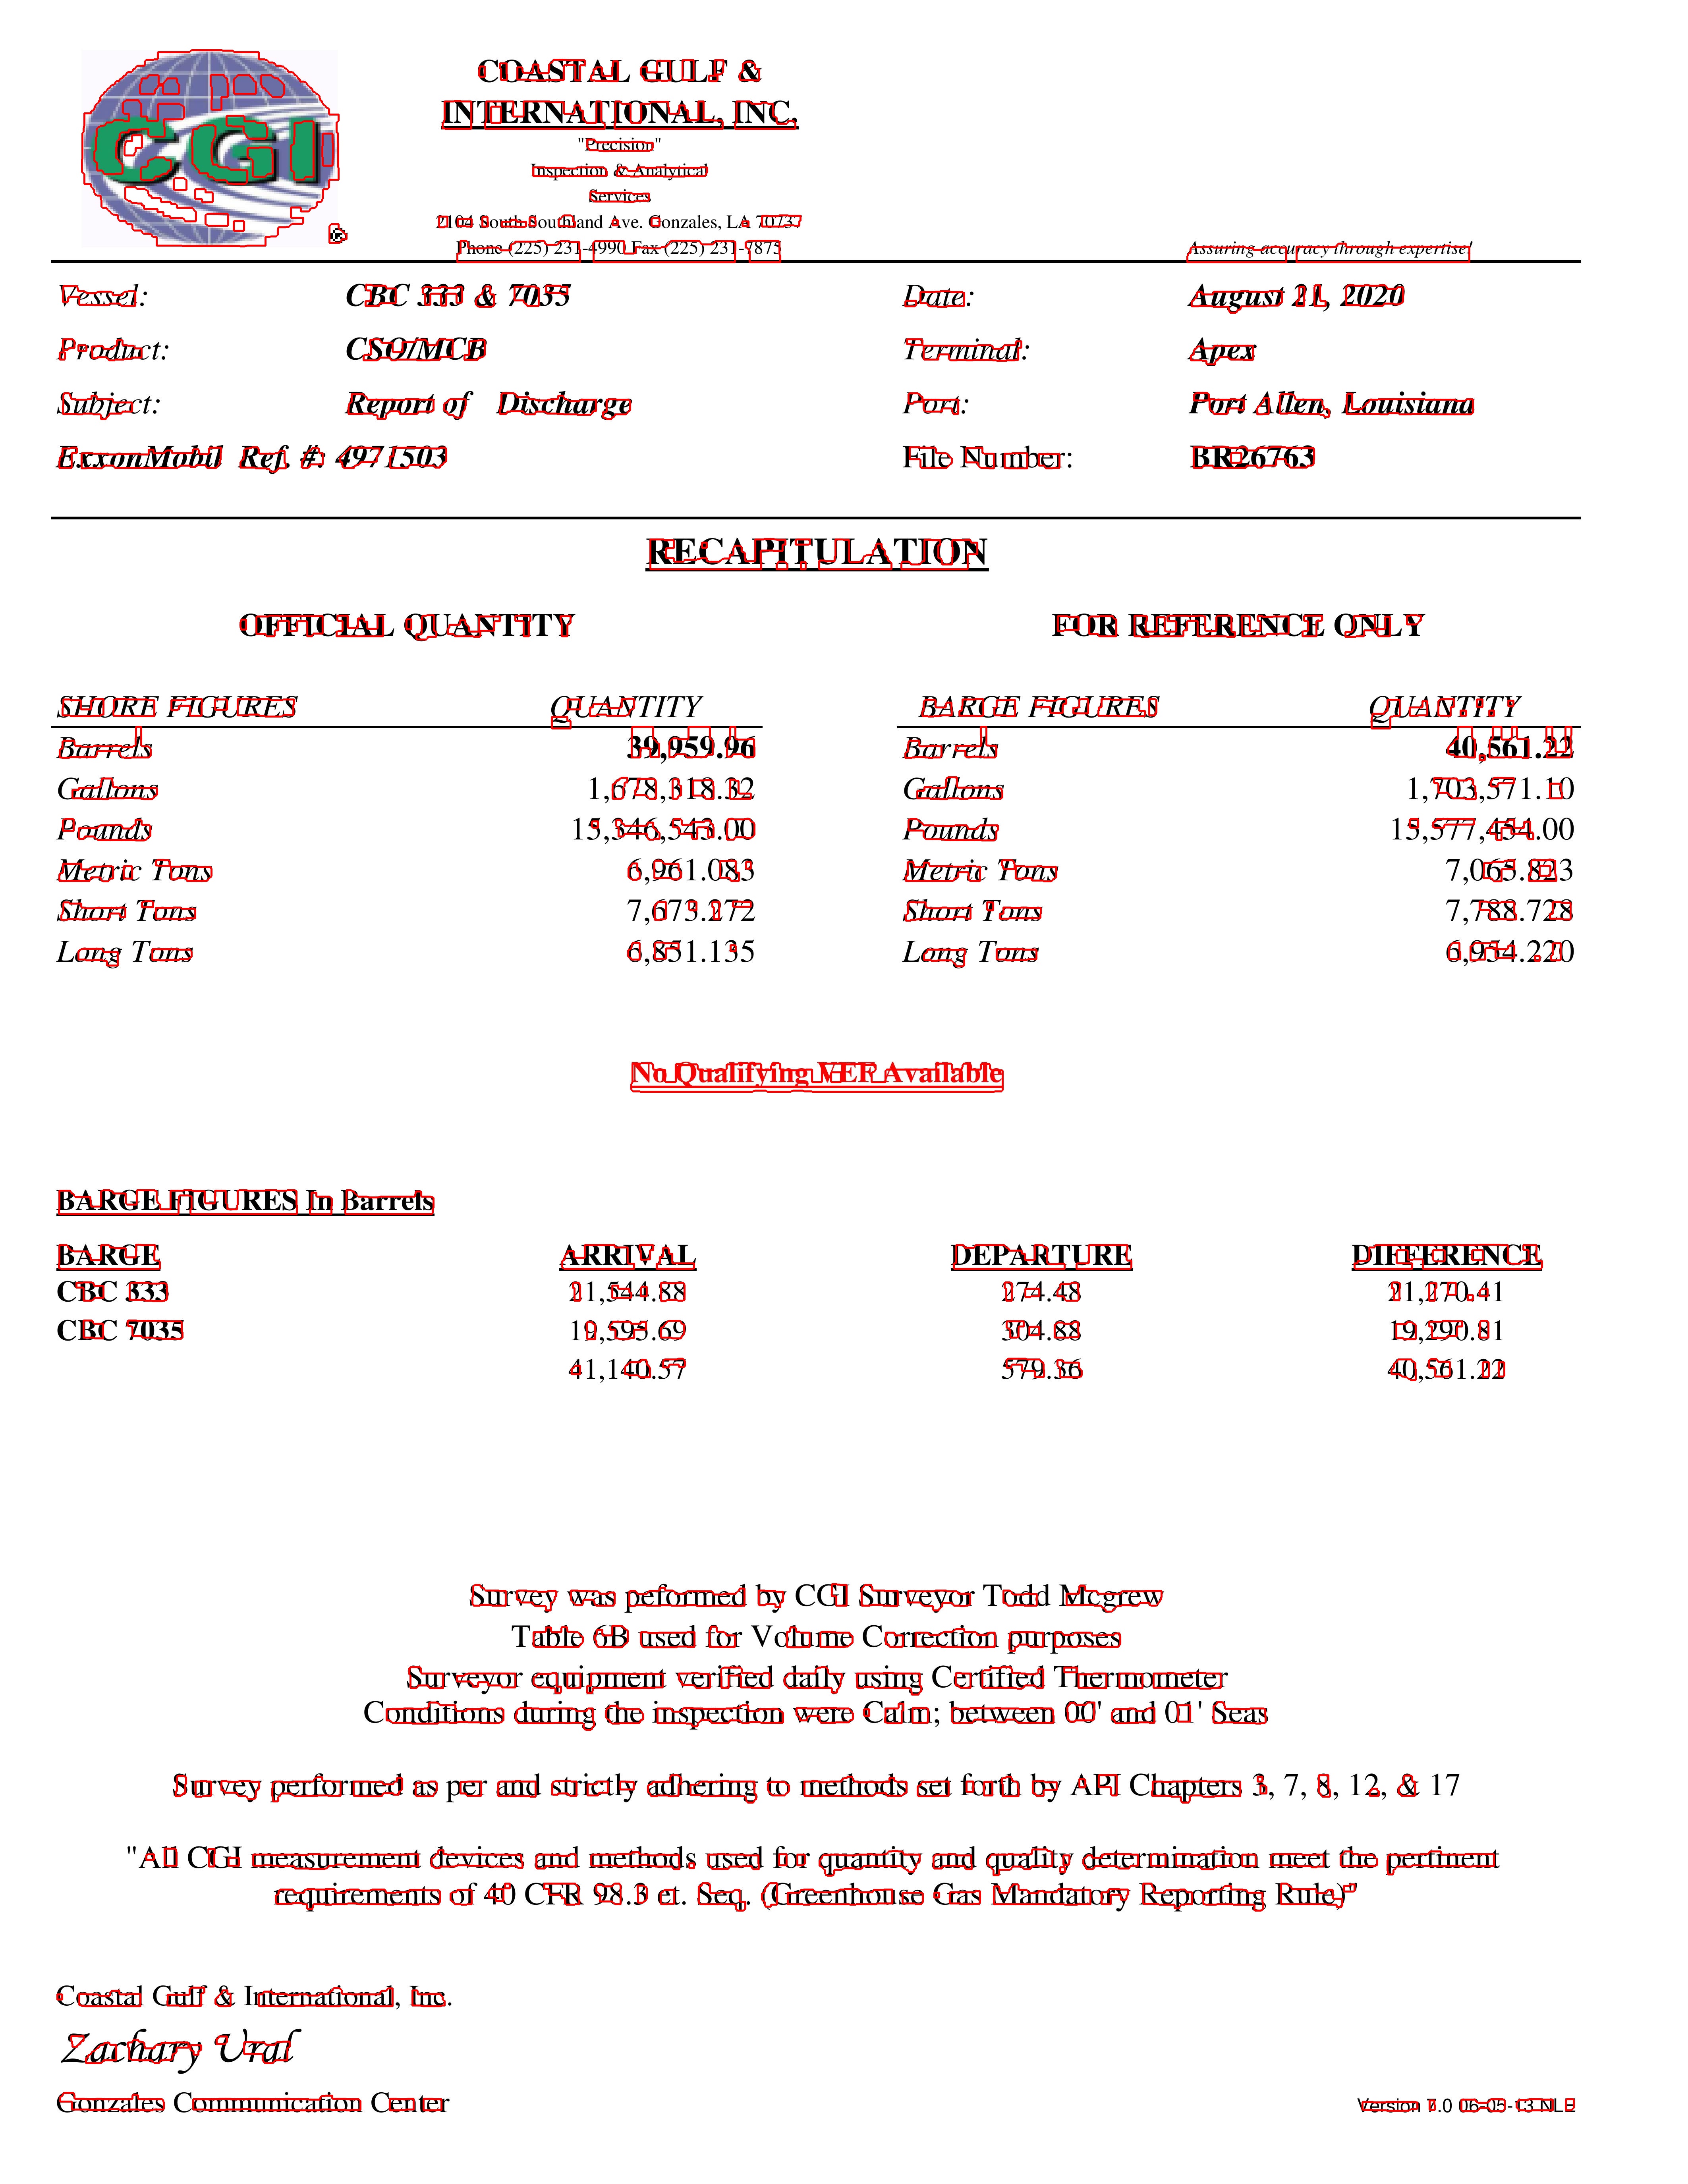 CGI
®
COASTAL GULF &
INTERNATIONAL, INC.
"Precision"
Inspection & Analytical
Services
2104 South Southland Ave. Gonzales, LA 70737
Phone (225) 231-4990 Fax (225) 231-7875
Assuring accuracy through expertise!
Vessel: CBC 333 & 7035 Date: August 21, 2020
Product: CSO/MCB Terminal: Apex
Subject: Report of Discharge Port: Port Allen, Louisiana
ExxonMobil Ref. #: 4971503 File Number: BR26763
RECAPITULATION
OFFICIAL QUANTITY FOR REFERENCE ONLY
SHORE FIGURES QUANTITY BARGE FIGURES QUANTITY
Barrels 39,959.96 Barrels 40,561.22
Gallons 1,678,318.32 Gallons 1,703,571.10
Pounds 15,346,543.00 Pounds 15,577,454.00
Metric Tons 6,961.083 Metric Tons 7,065.823
Short Tons 7,673.272 Short Tons 7,788.728
Long Tons 6,851.135 Long Tons 6,954.220
No Qualifying VEF Available
BARGE FIGURES In Barrels
BARGE ARRIVAL DEPARTURE DIFFERENCE
CBC 333 21,544.88 274.48 21,270.41
CBC 7035 19,595.69 304.88 19,290.81
41,140.57 579.36 40,561.22
Survey was peformed by CGI Surveyor Todd Mcgrew
Table 6B used for Volume Correction purposes
Surveyor equipment verified daily using Certified Thermometer
Conditions during the inspection were Calm; between 00' and 01' Seas
Survey performed as per and strictly adhering to methods set forth by API Chapters 3, 7, 8, 12, & 17
"All CGI measurement devices and methods used for quantity and quality determination meet the pertinent
requirements of 40 CFR 98.3 et. Seq. (Greenhouse Gas Mandatory Reporting Rule)"
Coastal Gulf & International, Inc.
Zachary Ural
Gonzales Communication Center
Version 7.0 06-05-13 NLE